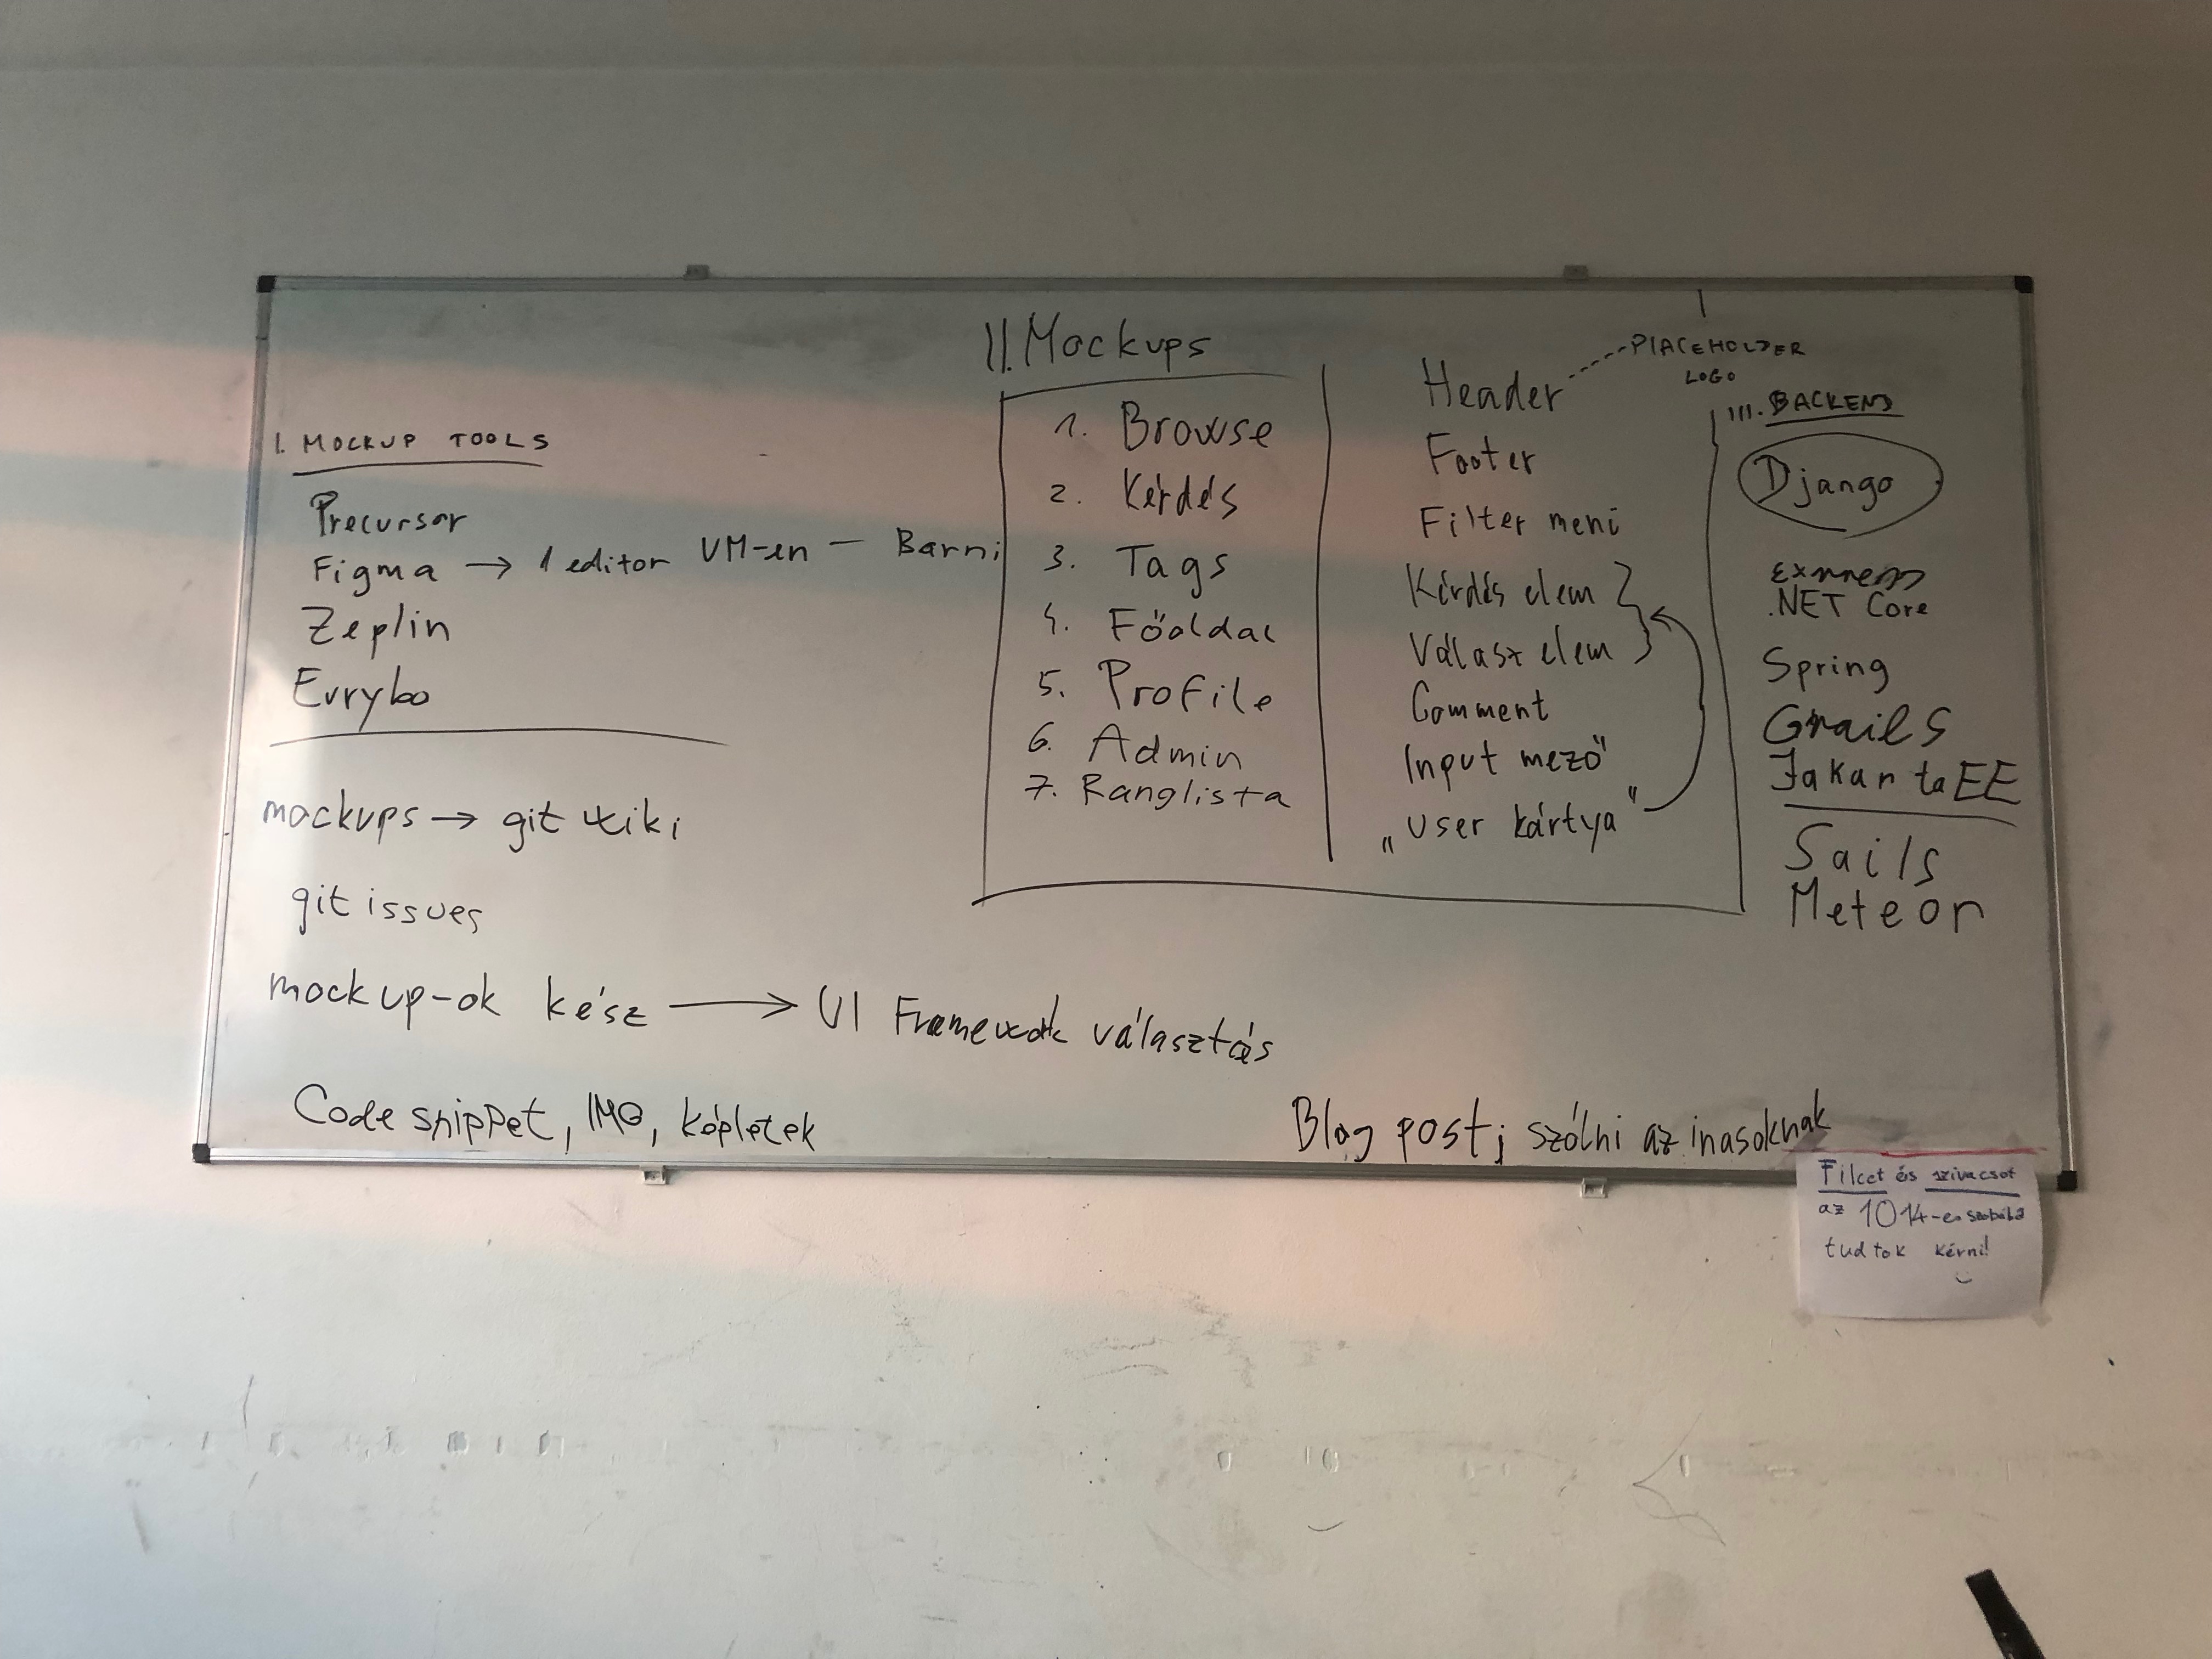 I. MOCKUP TOOLS
Precursor
Figma → 1 editor VM-en — Barni
Zeplin
Evrybo
mockups → git wiki
git issues
mockup-ok kész → UI Framework választás
Code snippet, IMG, képletek
II. Mockups
1. Browse
2. Kérdés
3. Tags
4. Főoldal
5. Profile
6. Admin
7. Ranglista
Header
PLACEHOLDER
LOGO
Footer
Filter menü
Kérdés elem
Válasz elem
Comment
Input mező
„User kártya"
III. BACKEND
Django
Express
.NET Core
Spring
Grails
Jakarta EE
Sails
Meteor
Blog post; szólni az inasoknak
Filcet és szivacsot
az 1014-es szobába
tudtok kérni!